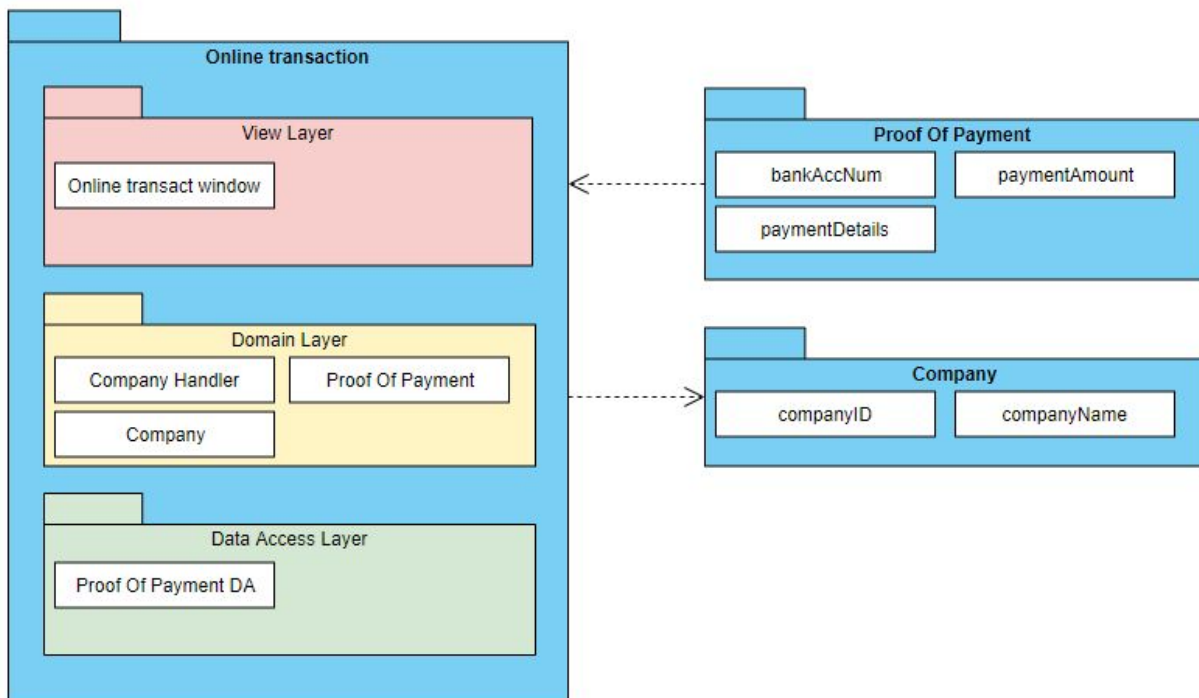 Online transaction
View Layer
Online transact window
Domain Layer
Company Handler
Proof Of Payment
Company
Data Access Layer
Proof Of Payment DA
Proof Of Payment
bankAccNum
paymentAmount
paymentDetails
Company
companyID
companyName